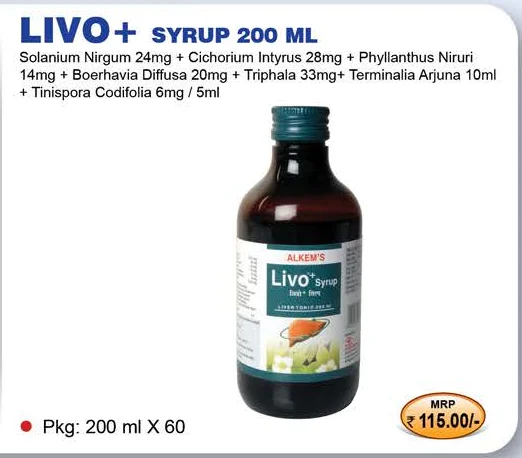 LIVO+ SYRUP 200 ML
Solanium Nirgum 24mg + Cichorium Intyrus 28mg + Phyllanthus Niruri
14mg + Boerhavia Diffusa 20mg + Triphala 33mg+ Terminalia Arjuna 10ml
+ Tinispora Codifolia 6mg / 5ml
ALKEM'S
Livo+ Syrup
लिवो+ सिरप
LIVER TONIC 200 ml
Pkg: 200 ml X 60
MRP
₹ 115.00/-